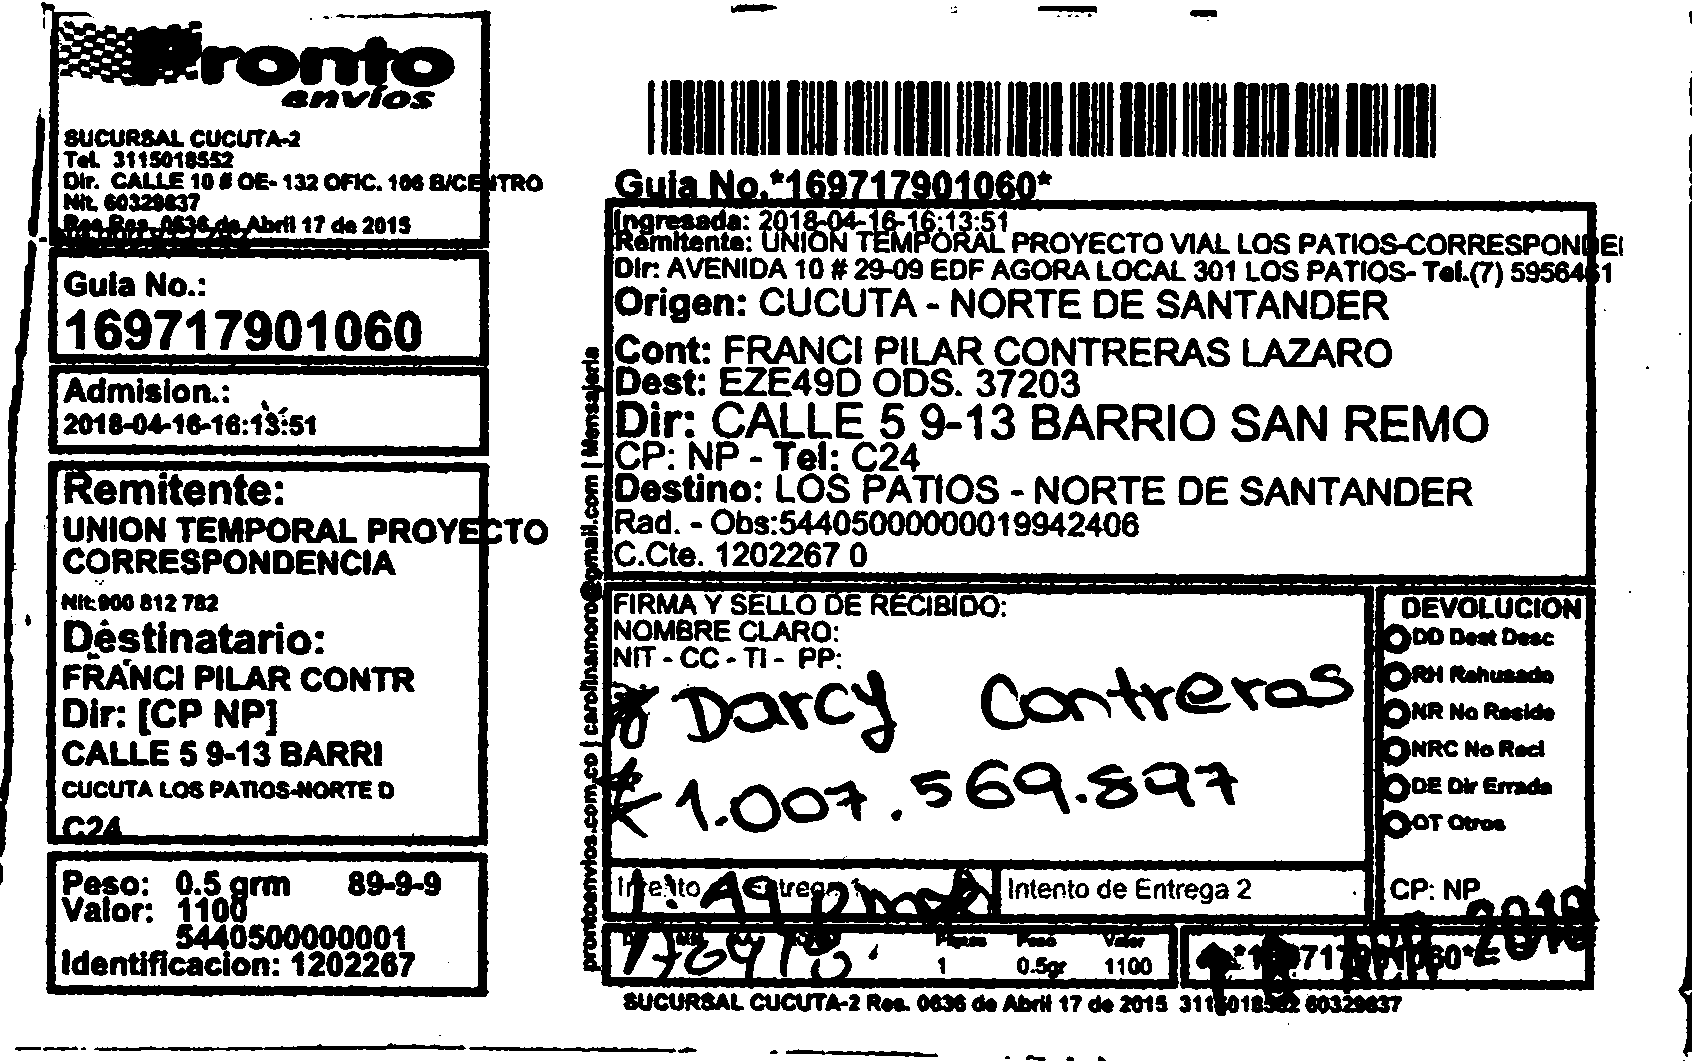 Pronto
envíos
SUCURSAL CUCUTA-2
Tel. 3115018552
Dir. CALLE 10 # OE- 132 OFIC. 106 B/CENTRO
Nit. 60329837
Res.Res. 0636 de Abril 17 de 2015
Guia No.:
169717901060
Admision.:
2018-04-16-16:13:51
Remitente:
UNION TEMPORAL PROYECTO
CORRESPONDENCIA
Nit:900 812 782
Destinatario:
FRANCI PILAR CONTR
Dir: [CP NP]
CALLE 5 9-13 BARRI
CUCUTA LOS PATIOS-NORTE D
C24
Peso: 0.5 grm 89-9-9
Valor: 1100
5440500000001
Identificacion: 1202267
prontoenvios.com.co | carolinamoro@gmail.com | Mensajeria
Guia No.*169717901060*
Ingresada: 2018-04-16-16:13:51
Remitente: UNION TEMPORAL PROYECTO VIAL LOS PATIOS-CORRESPONDE
Dir: AVENIDA 10 # 29-09 EDF AGORA LOCAL 301 LOS PATIOS- Tel.(7) 5956461
Origen: CUCUTA - NORTE DE SANTANDER
Cont: FRANCI PILAR CONTRERAS LAZARO
Dest: EZE49D ODS. 37203
Dir: CALLE 5 9-13 BARRIO SAN REMO
CP: NP - Tel: C24
Destino: LOS PATIOS - NORTE DE SANTANDER
Rad. - Obs:54405000000019942406
C.Cte. 1202267 0
FIRMA Y SELLO DE RECIBIDO:
NOMBRE CLARO:
NIT - CC - TI - PP:
Darcy Contreras
1.007.569.897
DEVOLUCION
DD Dest Desc
RH Rehusado
NR No Reside
NRC No Recl
DE Dir Errada
OT Otros
CP: NP
Intento Entrega 1
Intento de Entrega 2
Piezas Peso Valor
1 0.5gr 1100
*169717901060*
2018
SUCURSAL CUCUTA-2 Res. 0636 de Abril 17 de 2015 3115018552 60329837